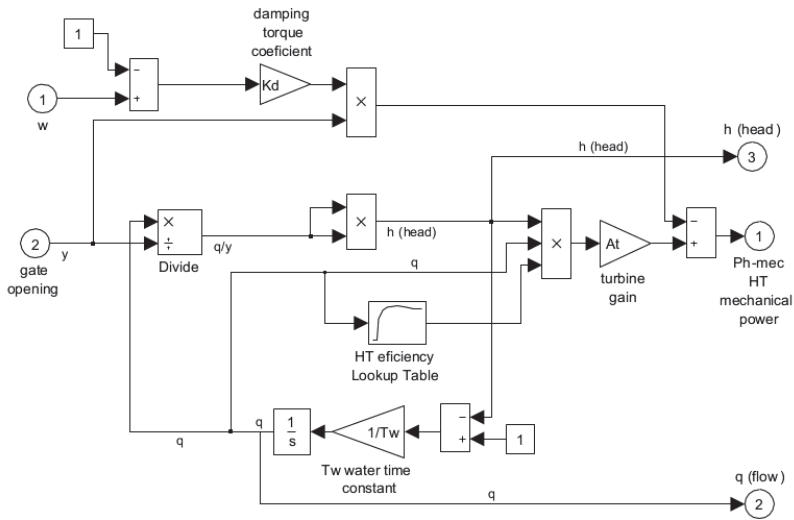 damping
torque
coeficient
1
−
+
Kd
×
1
w
h (head)
3
h (head)
×
÷
Divide
q/y
×
h (head)
×
At
turbine
gain
−
+
1
Ph-mec
HT
mechanical
power
2
y
gate
opening
q
HT eficiency
Lookup Table
q
q
1
s
1/Tw
Tw water time
constant
−
+
1
q
q (flow)
2